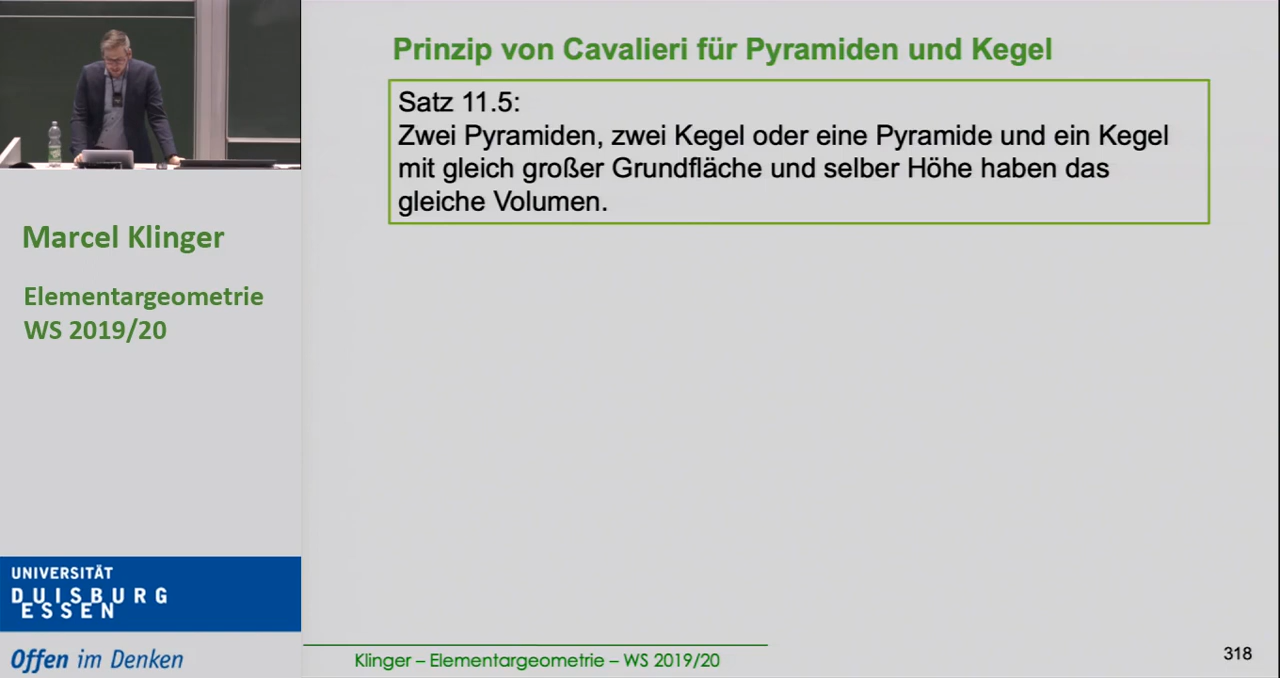 Prinzip von Cavalieri für Pyramiden und Kegel
Satz 11.5:
Zwei Pyramiden, zwei Kegel oder eine Pyramide und ein Kegel
mit gleich großer Grundfläche und selber Höhe haben das
gleiche Volumen.
Marcel Klinger
Elementargeometrie
WS 2019/20
UNIVERSITÄT
DUISBURG
ESSEN
Offen im Denken
Klinger – Elementargeometrie – WS 2019/20
318